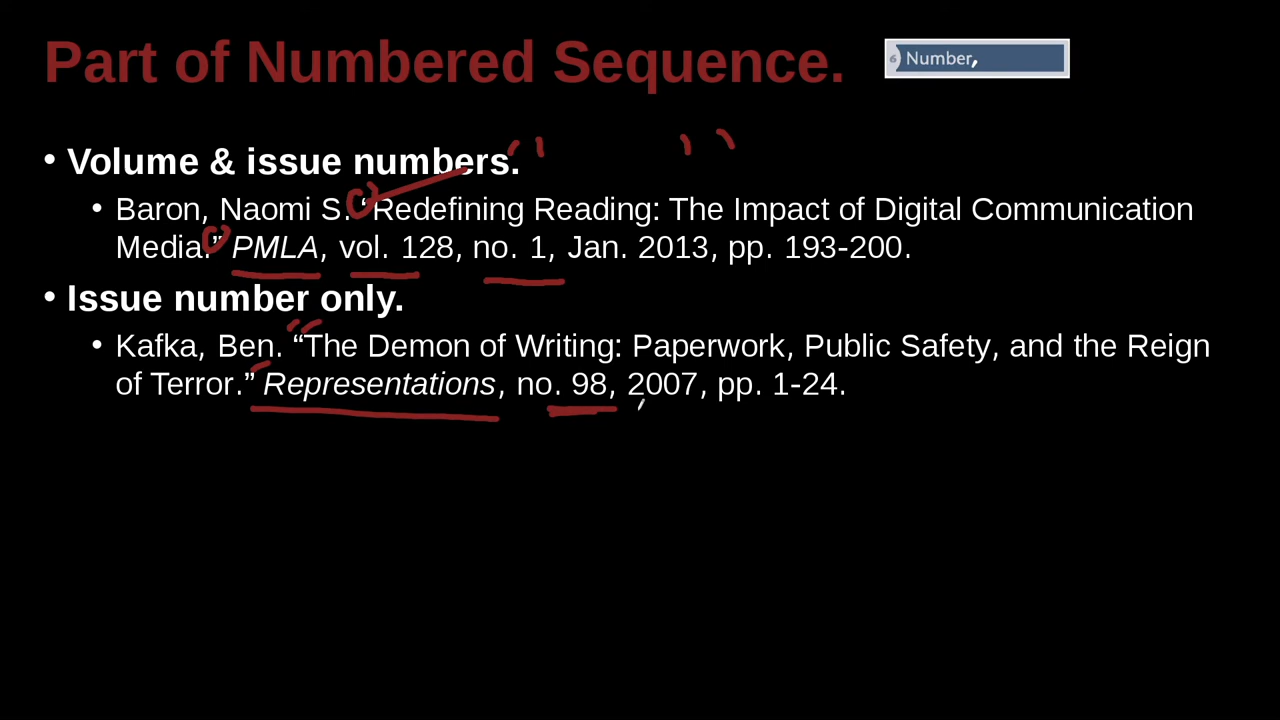 Part of Numbered Sequence.
6 Number,
• Volume & issue numbers.
• Baron, Naomi S. “Redefining Reading: The Impact of Digital Communication
Media.” PMLA, vol. 128, no. 1, Jan. 2013, pp. 193-200.
• Issue number only.
• Kafka, Ben. “The Demon of Writing: Paperwork, Public Safety, and the Reign
of Terror.” Representations, no. 98, 2007, pp. 1-24.